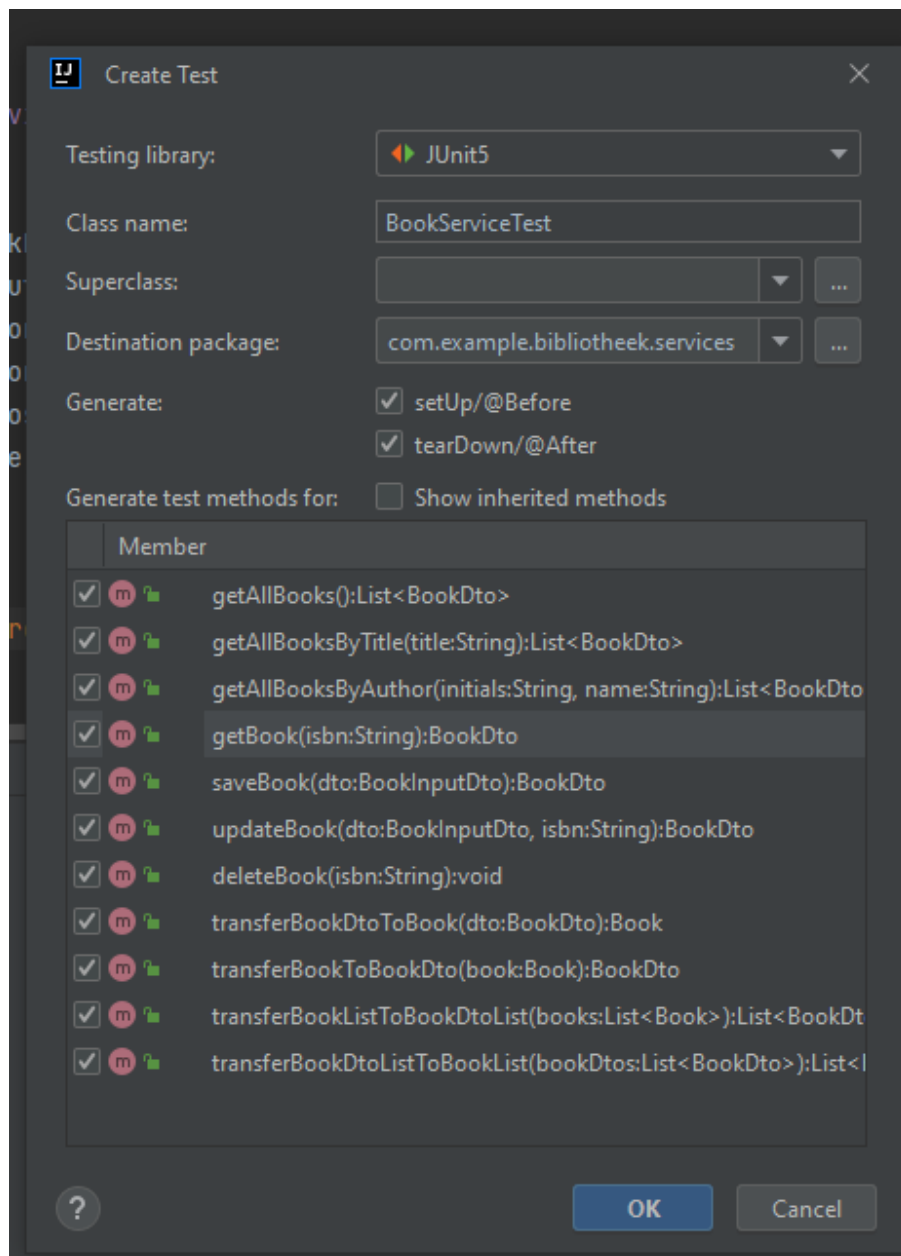 IJ Create Test
Testing library: JUnit5
Class name: BookServiceTest
Superclass: ...
Destination package: com.example.bibliotheek.services ...
Generate: setUp/@Before
tearDown/@After
Generate test methods for: Show inherited methods
Member
m getAllBooks():List<BookDto>
m getAllBooksByTitle(title:String):List<BookDto>
m getAllBooksByAuthor(initials:String, name:String):List<BookDto
m getBook(isbn:String):BookDto
m saveBook(dto:BookInputDto):BookDto
m updateBook(dto:BookInputDto, isbn:String):BookDto
m deleteBook(isbn:String):void
m transferBookDtoToBook(dto:BookDto):Book
m transferBookToBookDto(book:Book):BookDto
m transferBookListToBookDtoList(books:List<Book>):List<BookDt
m transferBookDtoListToBookList(bookDtos:List<BookDto>):List<
? OK Cancel